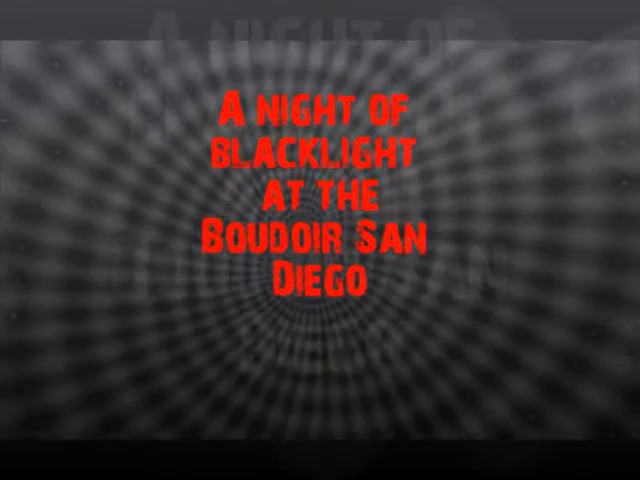 A NIGHT OF
BLACKLIGHT
AT THE
BOUDOIR SAN
DIEGO